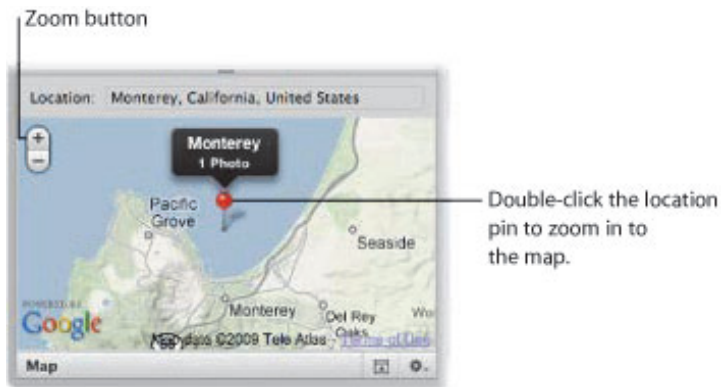 Zoom button
Location: Monterey, California, United States
+
−
Monterey
1 Photo
Pacific
Grove
Double-click the location
pin to zoom in to
the map.
Seaside
Monterey
Del Rey
Oaks
POWERED BY
Google
Map data ©2009 Tele Atlas - Terms of Use
Map